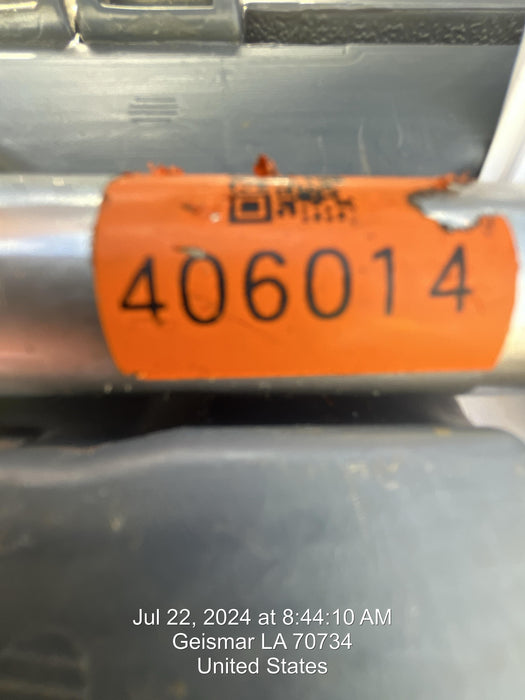 406014
Jul 22, 2024 at 8:44:10 AM
Geismar LA 70734
United States